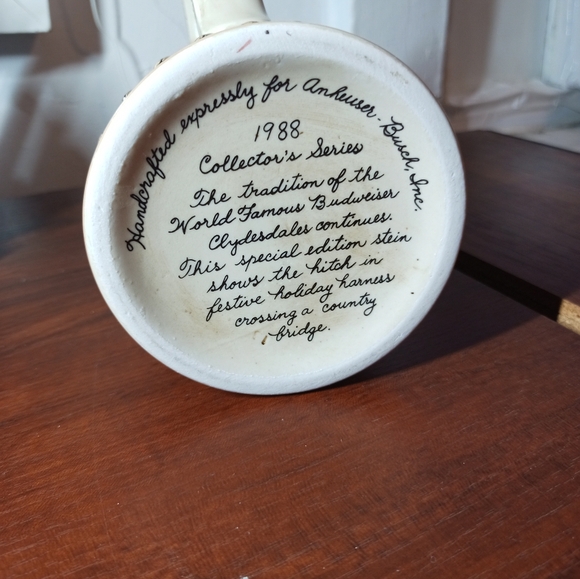 Handcrafted expressly for Anheuser-Busch, Inc.
1988
Collector's Series
The tradition of the
World Famous Budweiser
Clydesdales continues.
This special edition stein
shows the hitch in
festive holiday harness
crossing a country
bridge.